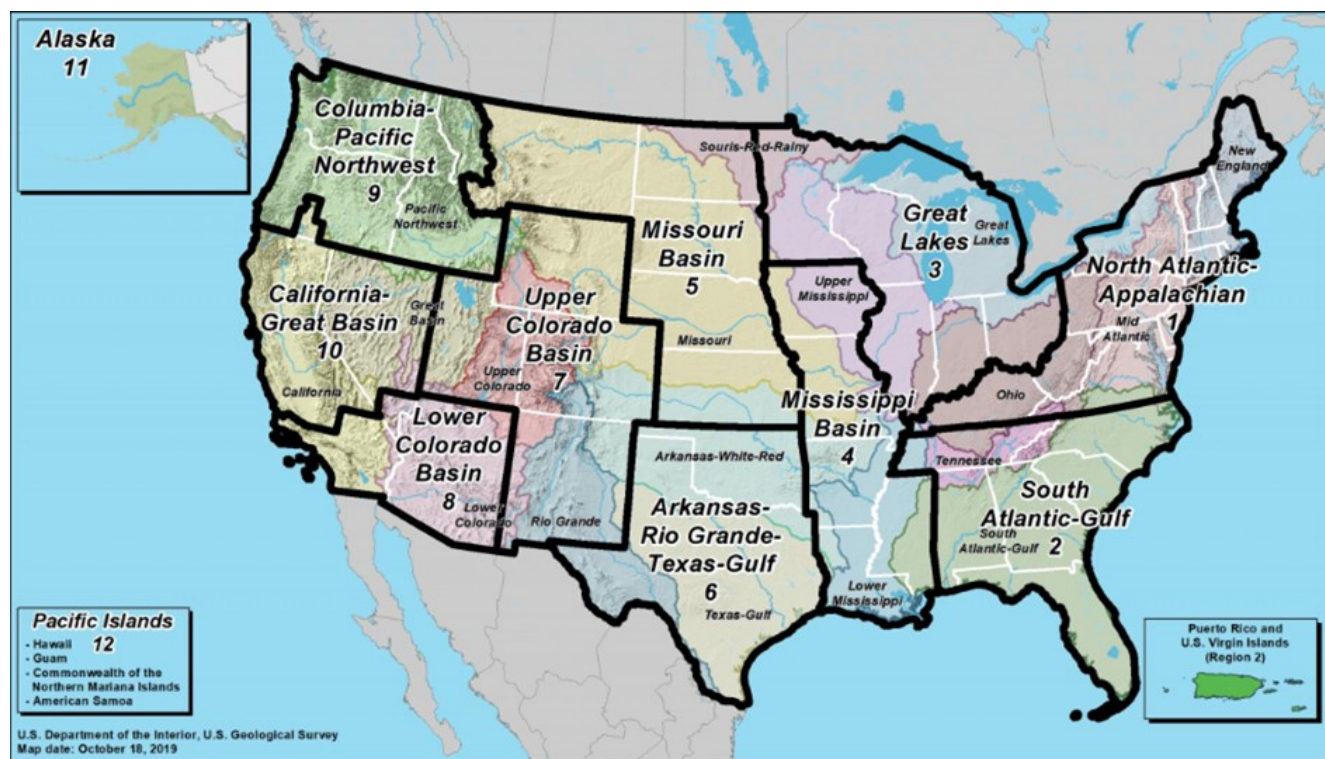 Alaska
11
Columbia-
Pacific
Northwest
9
Pacific
Northwest
Souris-Red-Rainy
Missouri
Basin
5
Missouri
Great
Lakes
3
Great
Lakes
New
England
North Atlantic-
Appalachian
1
Mid
Atlantic
Upper
Mississippi
California-
Great Basin
10
Great
Basin
California
Upper
Colorado
Basin
7
Upper
Colorado
Lower
Colorado
Basin
8
Lower
Colorado
Mississippi
Basin
4
Ohio
Tennessee
Arkansas-White-Red
Rio Grande
Arkansas-
Rio Grande-
Texas-Gulf
6
Texas-Gulf
Lower
Mississippi
South
Atlantic-Gulf
2
South
Atlantic-Gulf
Pacific Islands
12
- Hawaii
- Guam
- Commonwealth of the
Northern Mariana Islands
- American Samoa
Puerto Rico and
U.S. Virgin Islands
(Region 2)
U.S. Department of the Interior, U.S. Geological Survey
Map date: October 18, 2019